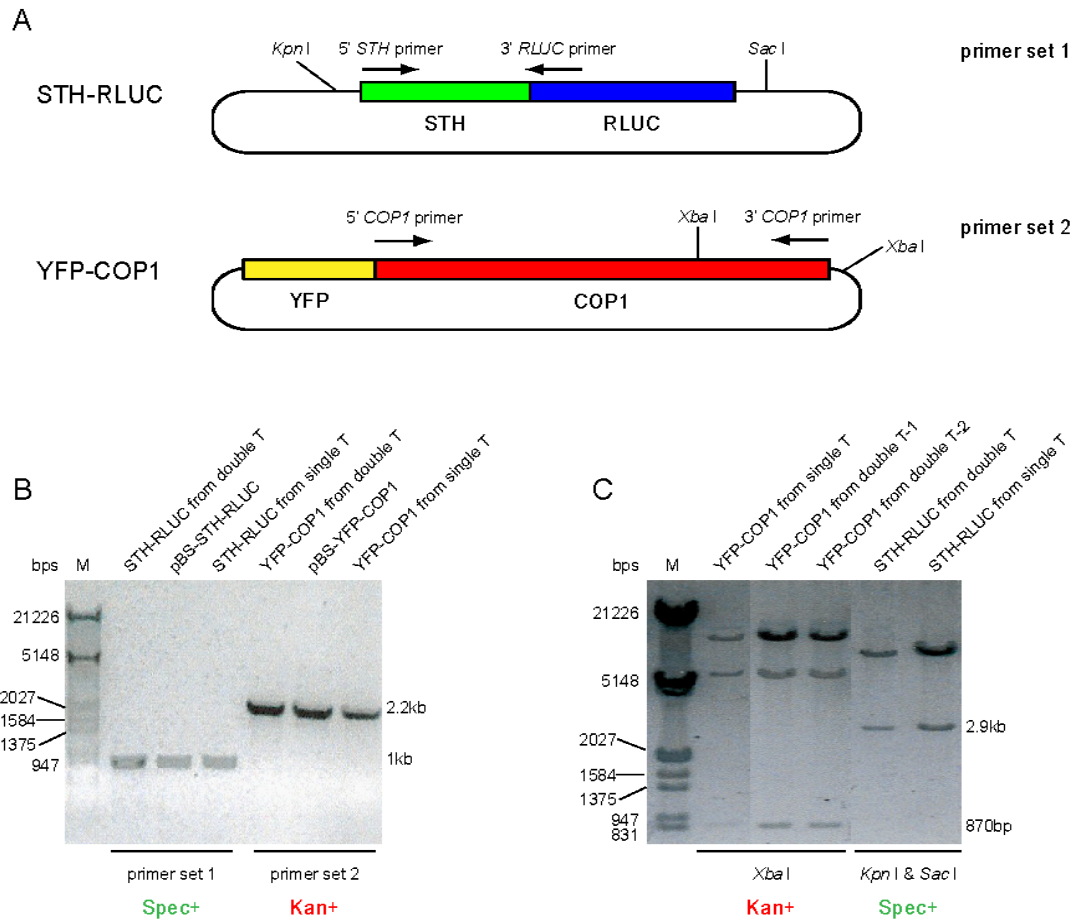 A
Kpn I
5' STH primer
3' RLUC primer
Sac I
primer set 1
STH-RLUC
STH
RLUC
5' COP1 primer
Xba I
3' COP1 primer
primer set 2
Xba I
YFP-COP1
YFP
COP1
B
bps
M
STH-RLUC from double T
pBS-STH-RLUC
STH-RLUC from single T
YFP-COP1 from double T
pBS-YFP-COP1
YFP-COP1 from single T
21226
5148
2027
1584
1375
947
2.2kb
1kb
primer set 1
primer set 2
Spec+
Kan+
C
bps
M
YFP-COP1 from single T
YFP-COP1 from double T-1
YFP-COP1 from double T-2
STH-RLUC from double T
STH-RLUC from single T
21226
5148
2027
1584
1375
947
831
2.9kb
870bp
Xba I
Kpn I & Sac I
Kan+
Spec+